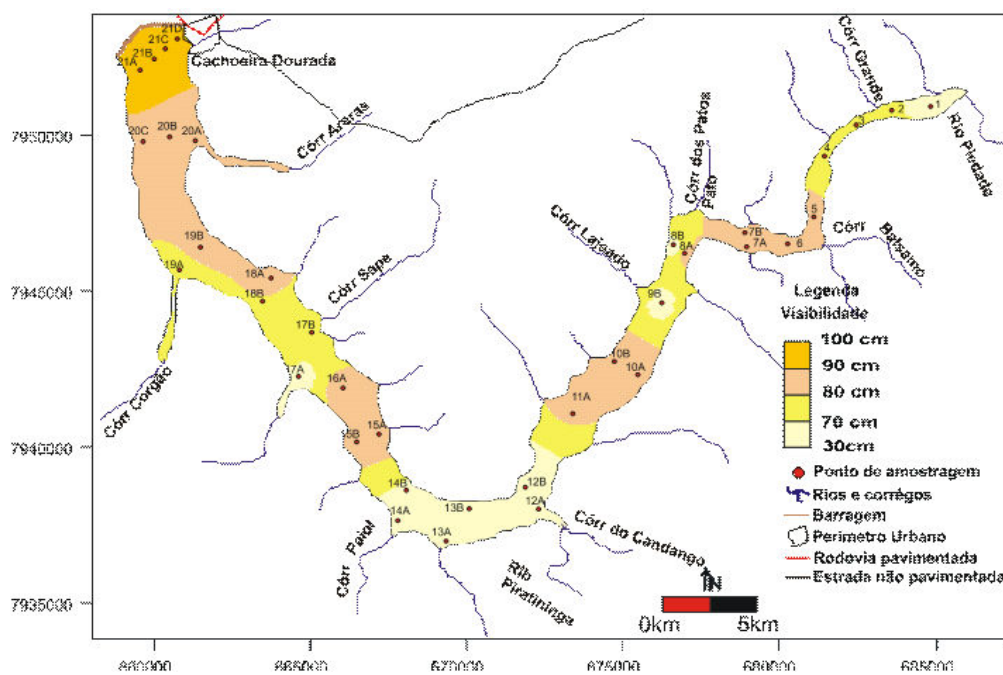 21D
21C
21B
21A
Cachoeira Dourada
Córr Grande
1
2
3
4
Rio Piedade
7950000
20C
20B
20A
Córr Araras
Córr dos Patos
Pato
5
Córr
Balsamo
6
7B
7A
8B
8A
Córr Lajeado
19B
19A
18A
18B
Córr Sape
7945000
9B
17B
17A
16A
10B
10A
11A
Córr Corgão
15A
15B
7940000
14B
14A
13B
13A
12B
12A
Córr Paiol
Rib
Piratininga
Córr do Candango
7935000
Legenda
Visibilidade
100 cm
90 cm
80 cm
70 cm
30cm
Ponto de amostragem
Rios e corrégos
Barragem
Perimetro Urbano
Rodovia pavimentada
Estrada não pavimentada
N
0km
5km
665000
670000
675000
680000
685000